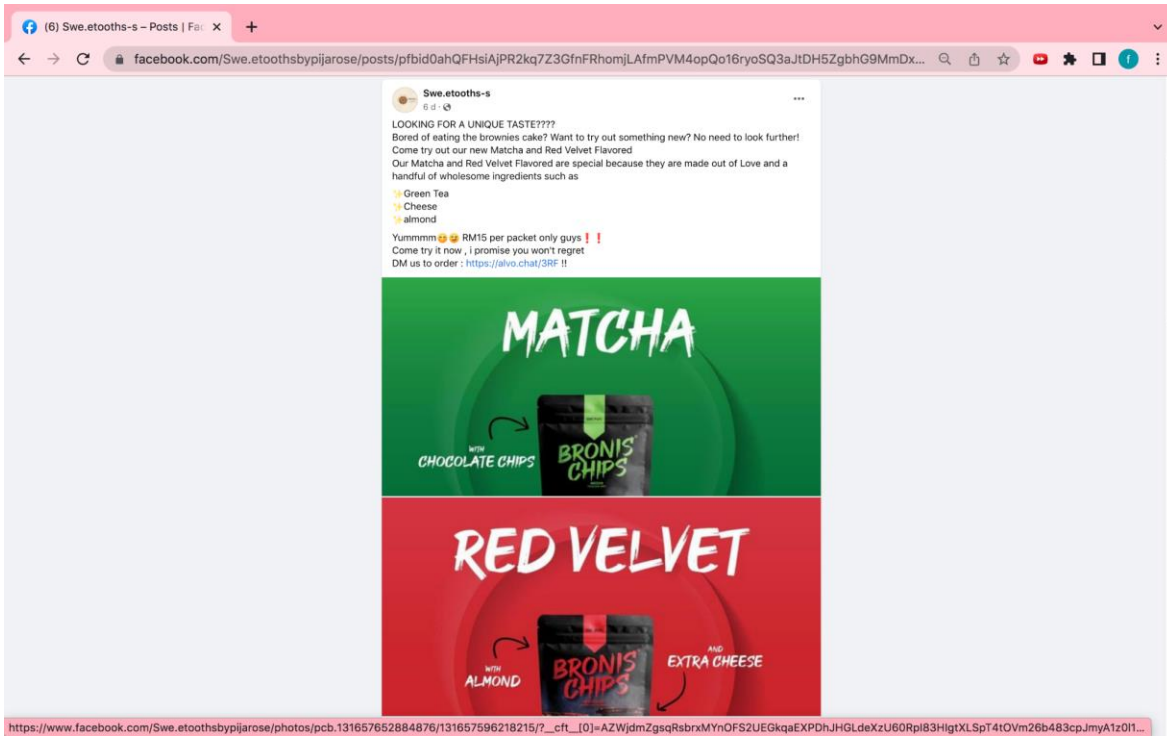 (6) Swe.etooths-s – Posts | Fac
facebook.com/Swe.etoothsbypijarose/posts/pfbid0ahQFHsiAjPR2kq7Z3GfnFRhomjLAfmPVM4opQo16ryoSQ3aJtDH5ZgbhG9MmDx...
f
Swe.etooths-s
6 d ·
LOOKING FOR A UNIQUE TASTE????
Bored of eating the brownies cake? Want to try out something new? No need to look further!
Come try out our new Matcha and Red Velvet Flavored
Our Matcha and Red Velvet Flavored are special because they are made out of Love and a
handful of wholesome ingredients such as
✨Green Tea
✨Cheese
✨almond
Yummmm😋😆 RM15 per packet only guys❗❗
Come try it now , i promise you won't regret
DM us to order : https://alvo.chat/3RF !!
MATCHA
WITH
CHOCOLATE CHIPS
BRONIS
CHIPS
RED VELVET
WITH
ALMOND
BRONIS
CHIPS
AND
EXTRA CHEESE
https://www.facebook.com/Swe.etoothsbypijarose/photos/pcb.131657652884876/131657596218215/?__cft__[0]=AZWjdmZgsqRsbrxMYnOFS2UEGkqaEXPDhJHGLdeXzU60Rpl83HIgtXLSpT4tOVm26b483cpJmyA1z0l1...